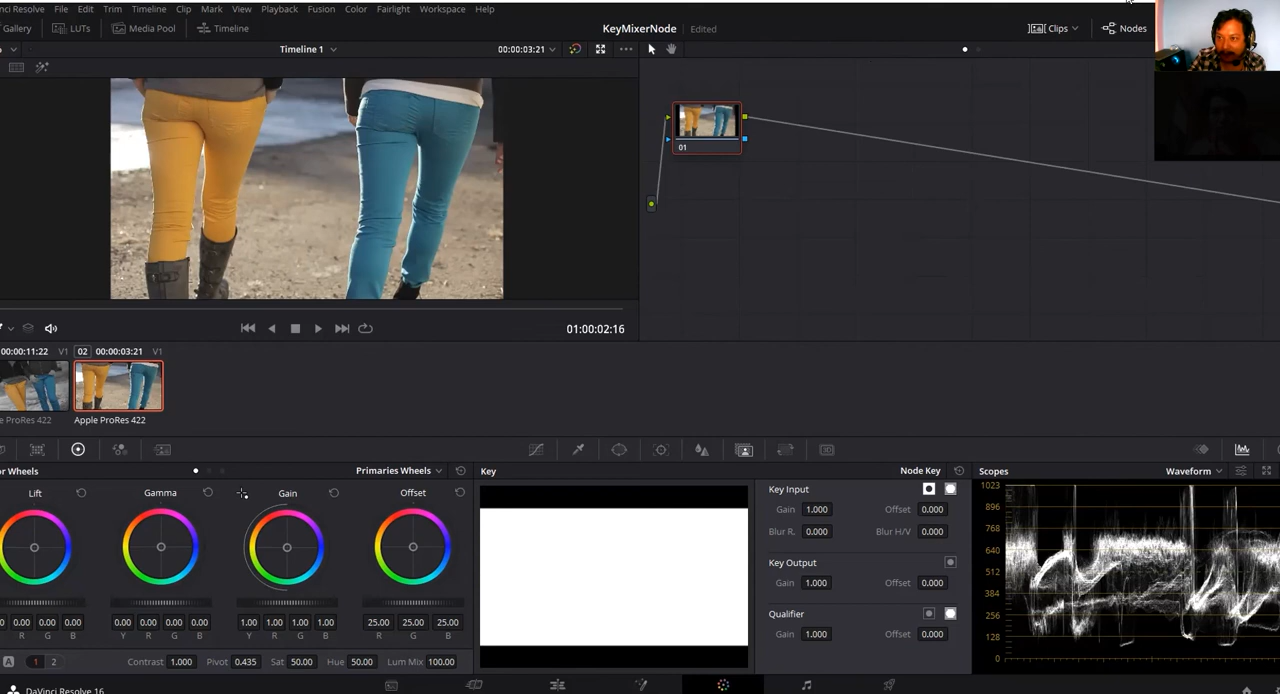 nci Resolve File Edit Trim Timeline Clip Mark View Playback Fusion Color Fairlight Workspace Help
Gallery LUTs Media Pool Timeline KeyMixerNode Edited Clips Nodes
Timeline 1 00:00:03:21
01
01:00:02:16
00:00:11:22 V1 02 00:00:03:21 V1
e ProRes 422 Apple ProRes 422
or Wheels Primaries Wheels Key Node Key Scopes Waveform
Lift Gamma Gain Offset
Key Input
Gain 1.000 Offset 0.000
Blur R. 0.000 Blur H/V 0.000
Key Output
Gain 1.000 Offset 0.000
Qualifier
Gain 1.000 Offset 0.000
1023
896
768
640
512
384
256
128
0
0.00 0.00 0.00 0.00 0.00 0.00 0.00 1.00 1.00 1.00 1.00 25.00 25.00 25.00
R G B Y R G B Y R G B R G B
A 1 2 Contrast 1.000 Pivot 0.435 Sat 50.00 Hue 50.00 Lum Mix 100.00
DaVinci Resolve 16